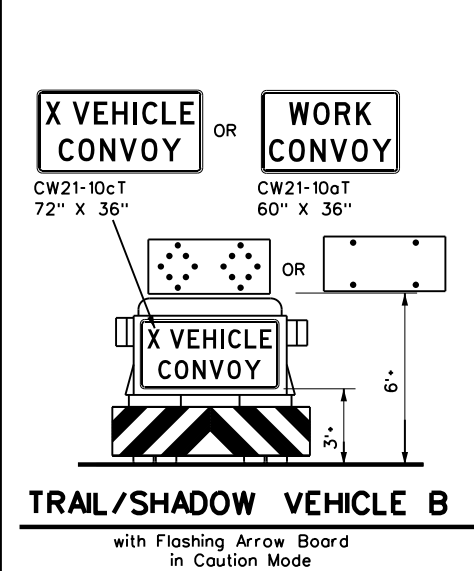 X VEHICLE
CONVOY
OR
WORK
CONVOY
CW21-10cT
72" X 36"
CW21-10aT
60" X 36"
OR
X VEHICLE
CONVOY
6'+
3'+
TRAIL/SHADOW VEHICLE B
with Flashing Arrow Board
in Caution Mode